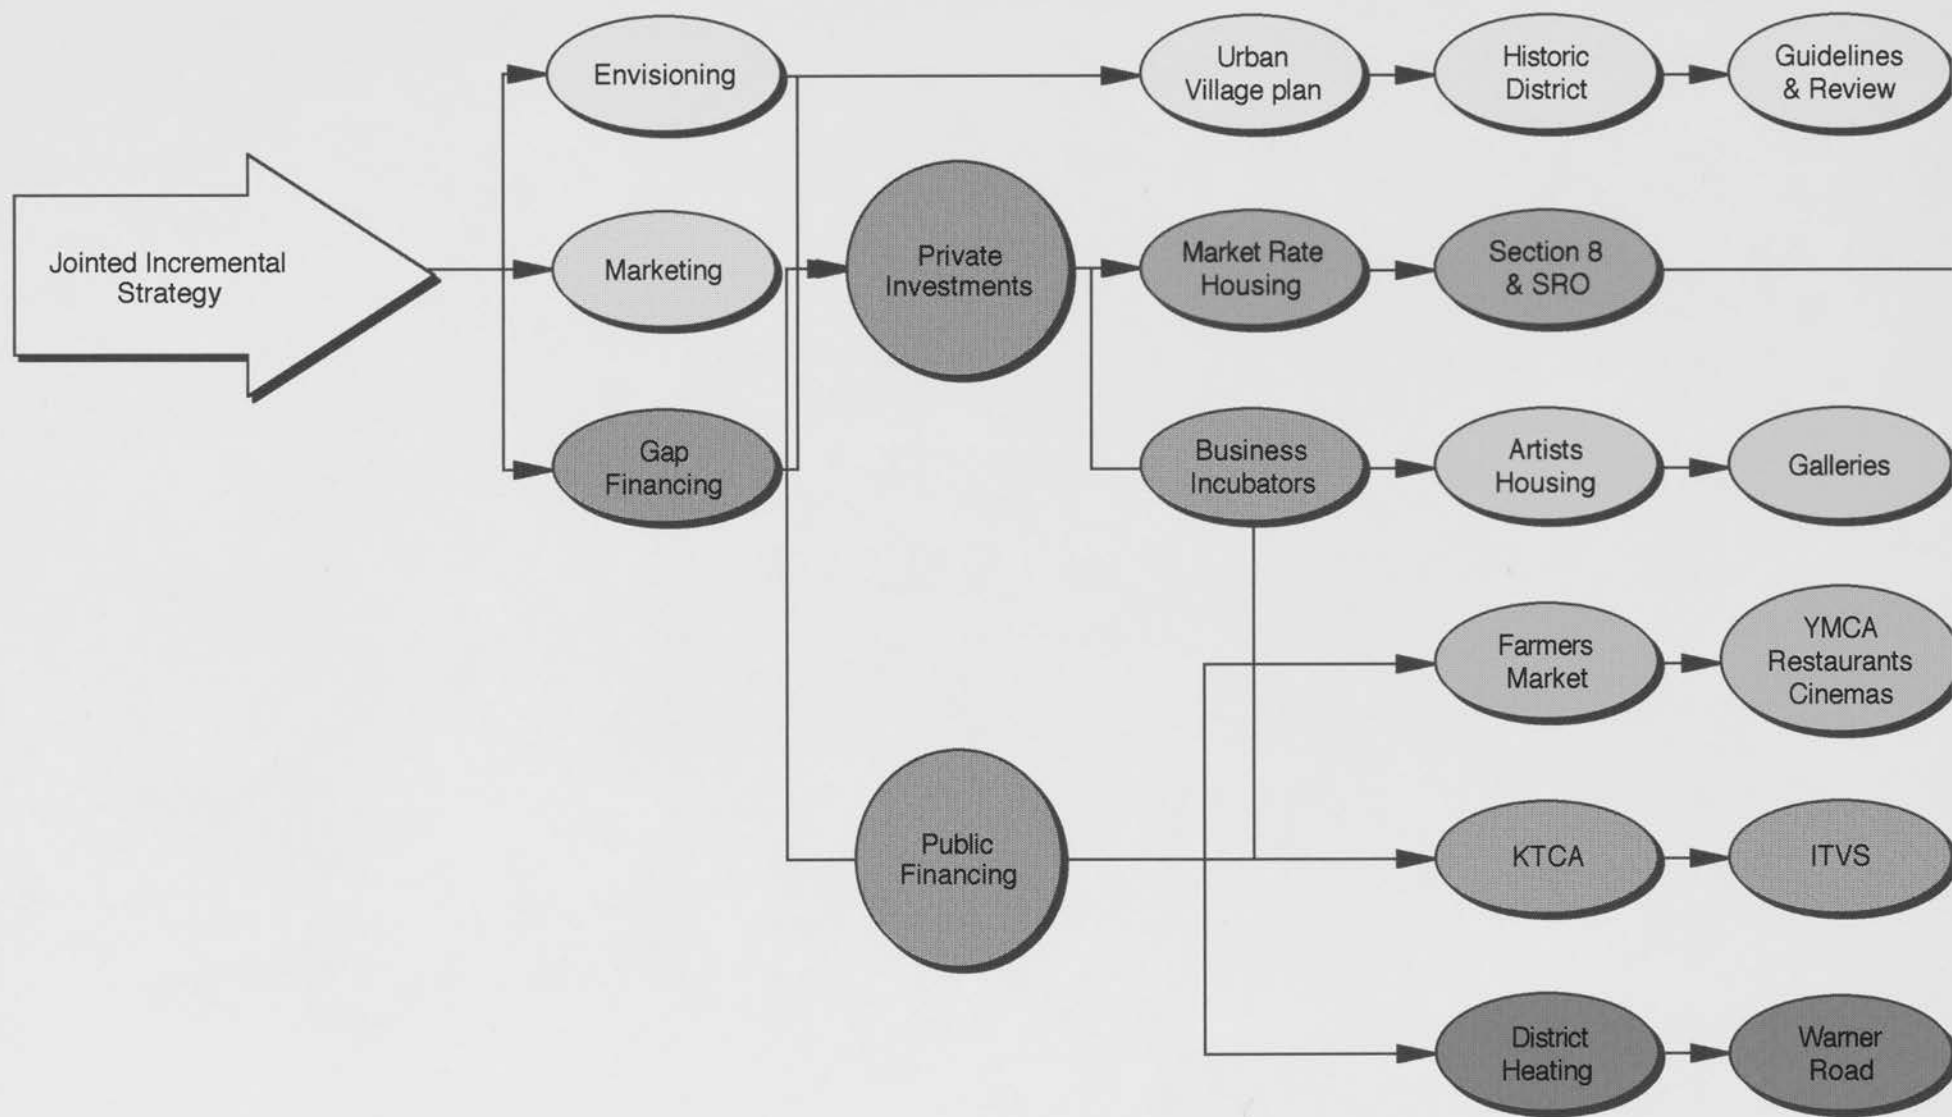 Envisioning
Urban
Village plan
Historic
District
Guidelines
& Review
Jointed Incremental
Strategy
Marketing
Private
Investments
Market Rate
Housing
Section 8
& SRO
Gap
Financing
Business
Incubators
Artists
Housing
Galleries
Farmers
Market
YMCA
Restaurants
Cinemas
Public
Financing
KTCA
ITVS
District
Heating
Warner
Road